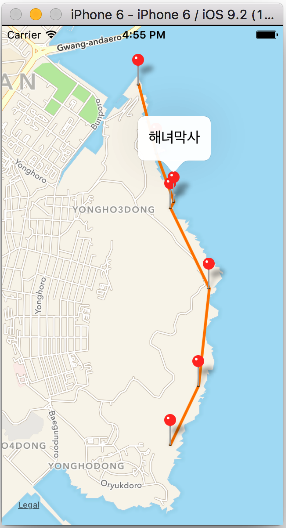 iPhone 6 - iPhone 6 / iOS 9.2 (1...
Carrier 4:55 PM
Gwang-andaero
AN
Bunporo
해녀막사
Yonghoro
YONGHO3DONG
Yonghoro
Baegunporo
O4DONG
YONGHODONG
Oryukdoro
Legal